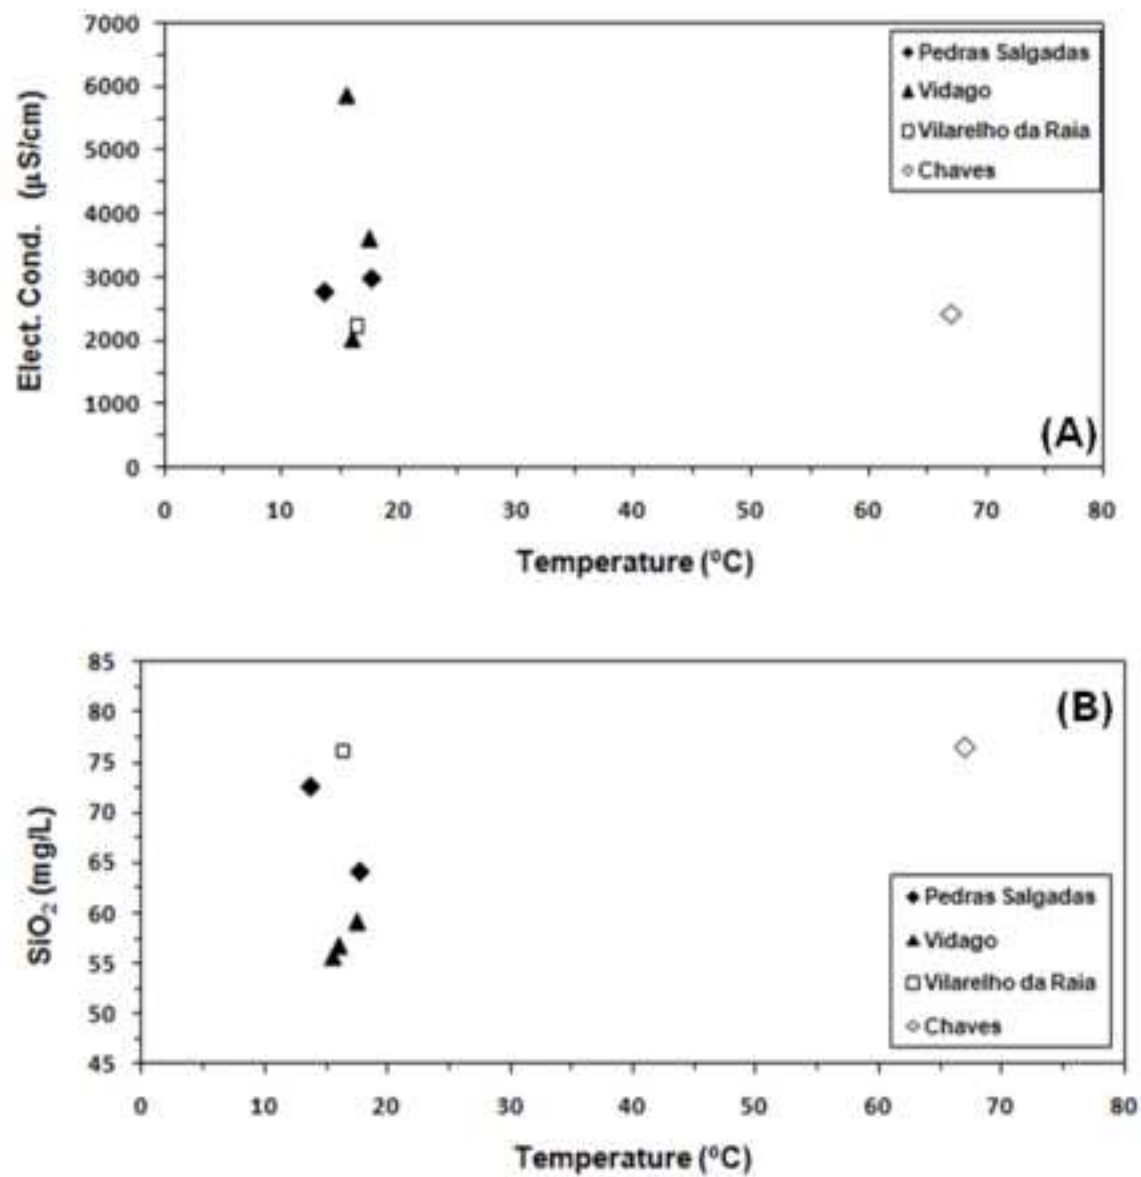 7000
6000
5000
4000
3000
2000
1000
0
Elect. Cond. (µS/cm)
Pedras Salgadas
Vidago
Vilarelho da Raia
Chaves
(A)
0 10 20 30 40 50 60 70 80
Temperature (ºC)
85
80
75
70
65
60
55
50
45
SiO₂ (mg/L)
(B)
Pedras Salgadas
Vidago
Vilarelho da Raia
Chaves
0 10 20 30 40 50 60 70 80
Temperature (ºC)